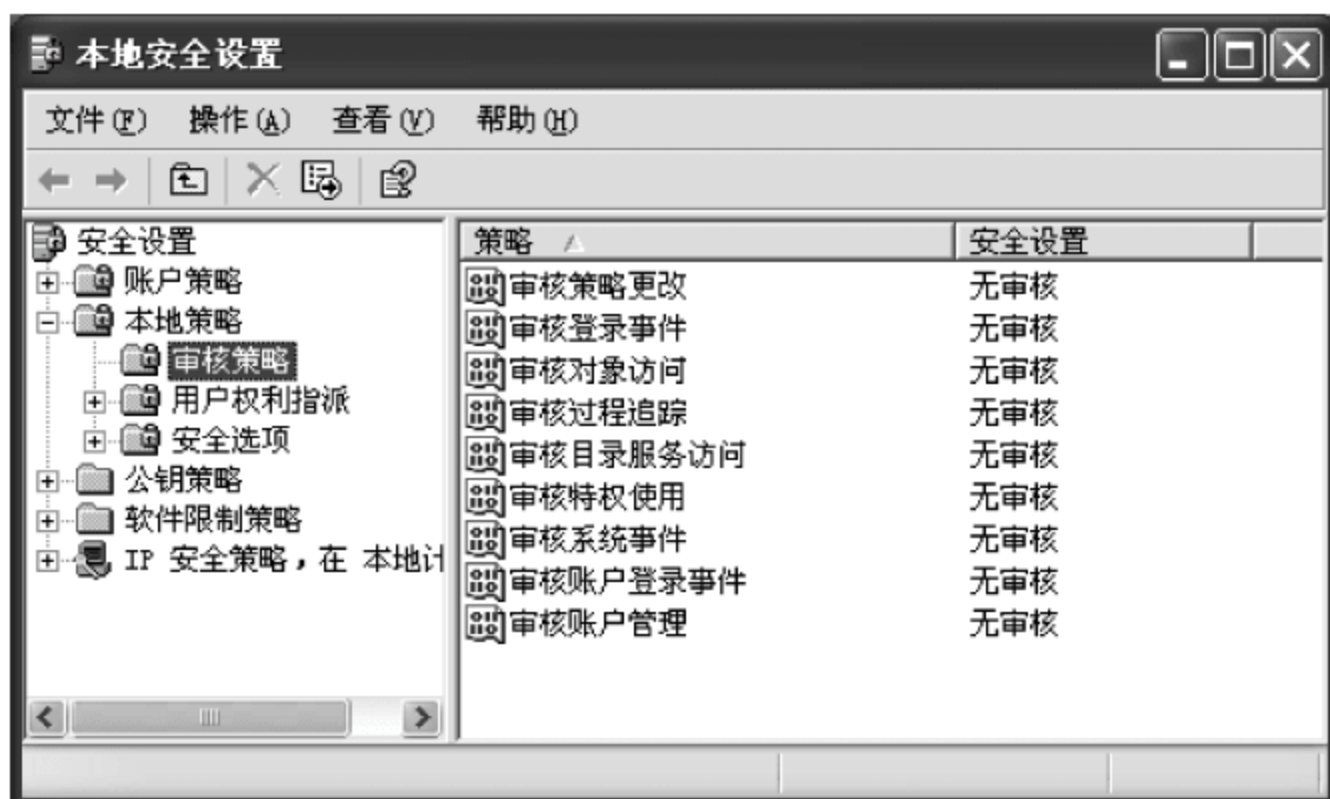 本地安全设置
文件(F) 操作(A) 查看(V) 帮助(H)
安全设置
账户策略
本地策略
审核策略
用户权利指派
安全选项
公钥策略
软件限制策略
IP 安全策略，在 本地计
策略 安全设置
审核策略更改 无审核
审核登录事件 无审核
审核对象访问 无审核
审核过程追踪 无审核
审核目录服务访问 无审核
审核特权使用 无审核
审核系统事件 无审核
审核账户登录事件 无审核
审核账户管理 无审核